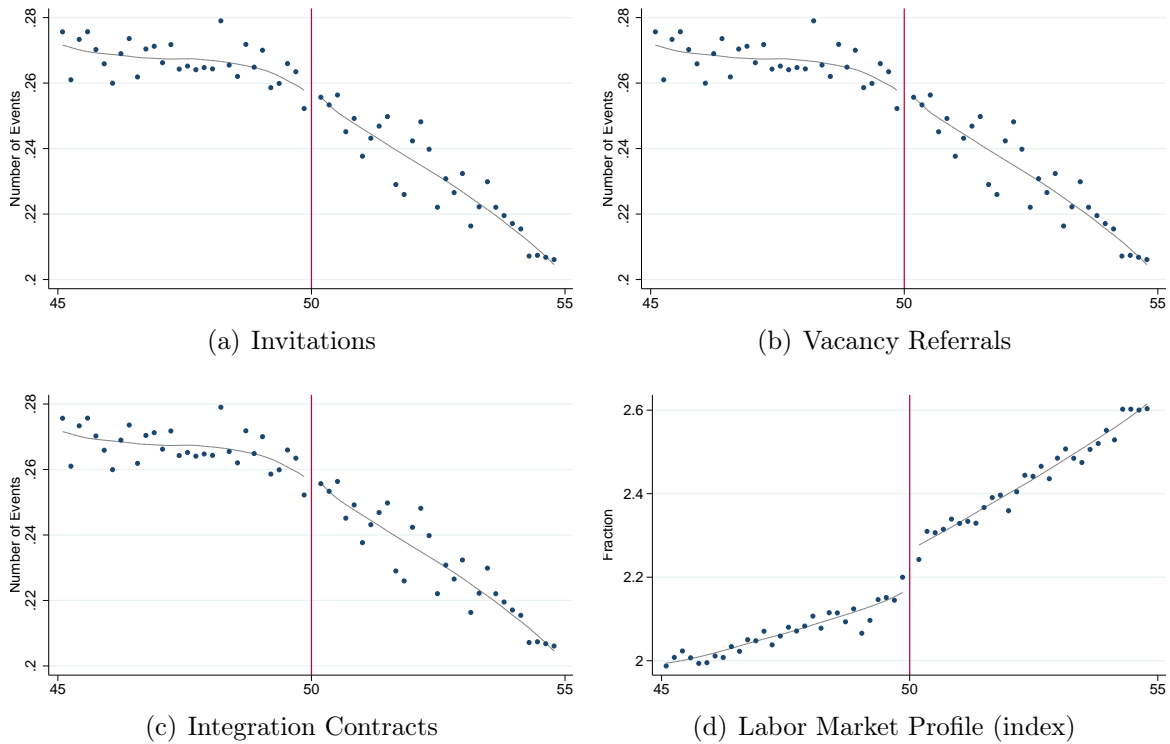 .28
.26
.24
.22
.2
Number of Events
45 50 55
(a) Invitations
.28
.26
.24
.22
.2
Number of Events
45 50 55
(b) Vacancy Referrals
.28
.26
.24
.22
.2
Number of Events
45 50 55
(c) Integration Contracts
2.6
2.4
2.2
2
Fraction
45 50 55
(d) Labor Market Profile (index)